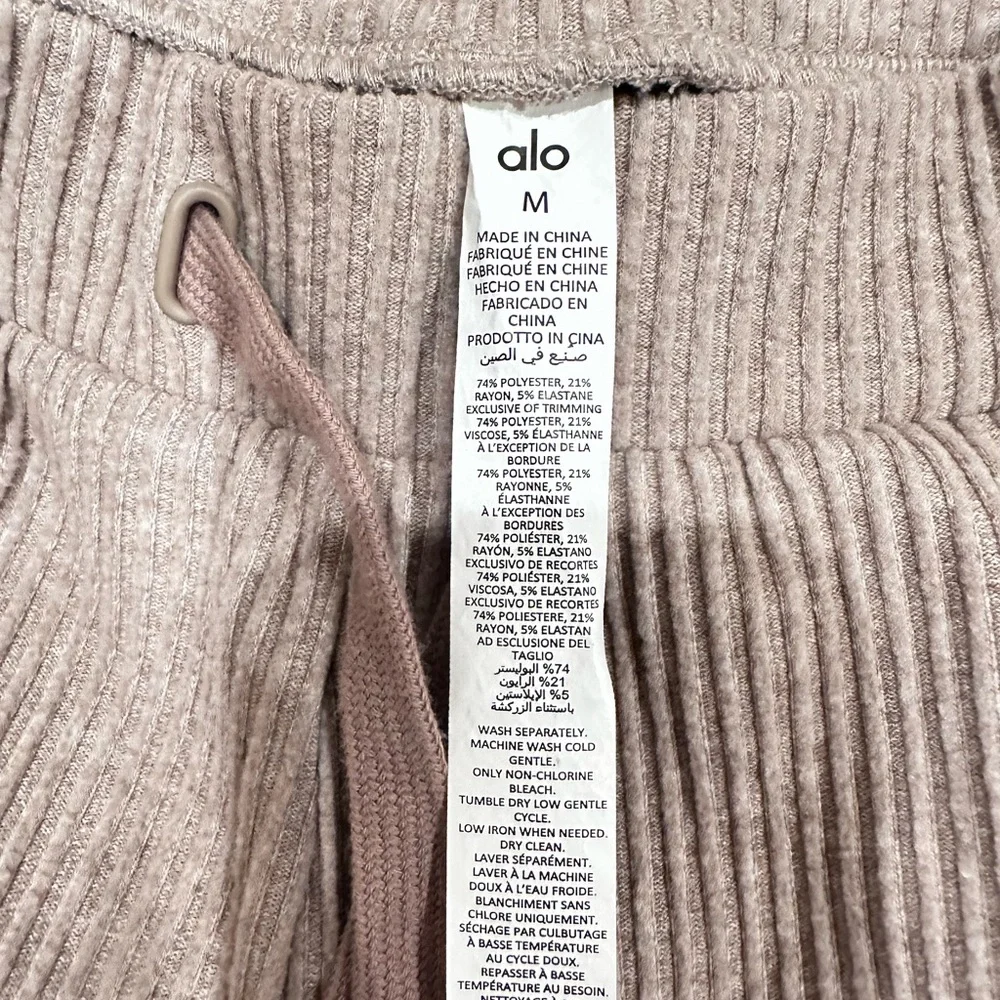 alo
M
MADE IN CHINA
FABRIQUÉ EN CHINE
FABRIQUÉ EN CHINE
HECHO EN CHINA
FABRICADO EN
CHINA
PRODOTTO IN CINA
صنع في الصين
74% POLYESTER, 21%
RAYON, 5% ELASTANE
EXCLUSIVE OF TRIMMING
74% POLYESTER, 21%
VISCOSE, 5% ÉLASTHANNE
À L'EXCEPTION DE LA
BORDURE
74% POLYESTER, 21%
RAYONNE, 5%
ÉLASTHANNE
À L'EXCEPTION DES
BORDURES
74% POLIÉSTER, 21%
RAYÓN, 5% ELASTANO
EXCLUSIVO DE RECORTES
74% POLIÉSTER, 21%
VISCOSA, 5% ELASTANO
EXCLUSIVO DE RECORTES
74% POLIESTERE, 21%
RAYON, 5% ELASTAN
AD ESCLUSIONE DEL
TAGLIO
74% البوليستر
21% الرايون
5% الإيلاستين
باستثناء الزركشة
WASH SEPARATELY.
MACHINE WASH COLD
GENTLE.
ONLY NON-CHLORINE
BLEACH.
TUMBLE DRY LOW GENTLE
CYCLE.
LOW IRON WHEN NEEDED.
DRY CLEAN.
LAVER SÉPARÉMENT.
LAVER À LA MACHINE
DOUX À L'EAU FROIDE.
BLANCHIMENT SANS
CHLORE UNIQUEMENT.
SÉCHAGE PAR CULBUTAGE
À BASSE TEMPÉRATURE
AU CYCLE DOUX.
REPASSER À BASSE
TEMPÉRATURE AU BESOIN.